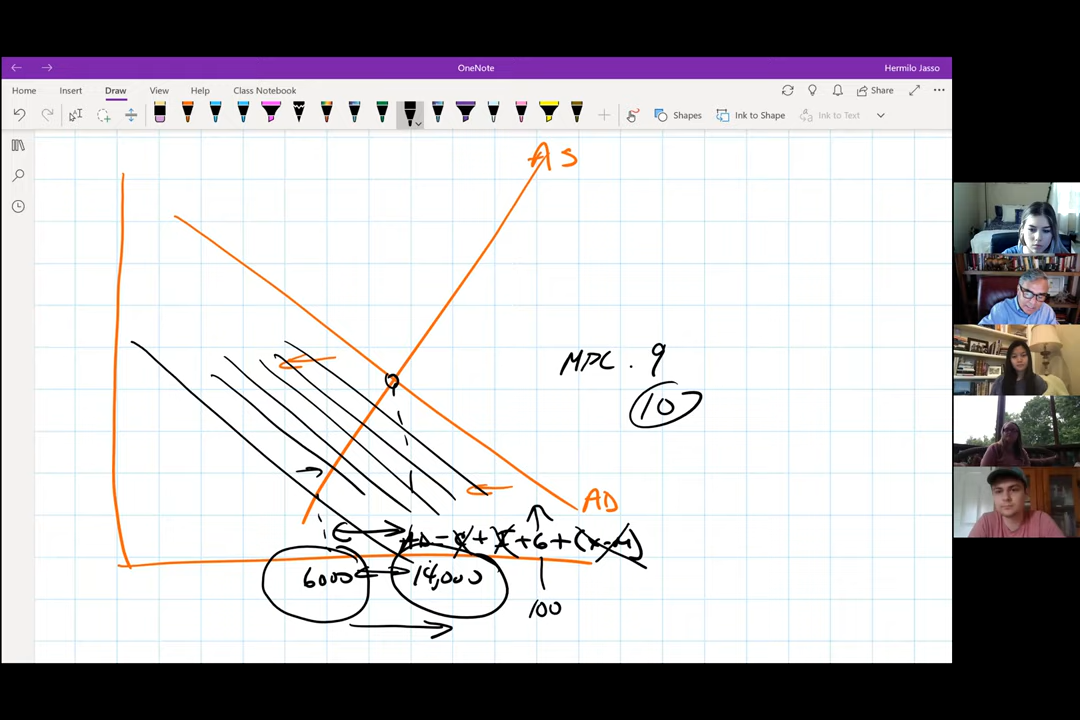 OneNote
Hermilo Jasso
Home Insert Draw View Help Class Notebook
Share
Shapes Ink to Shape Ink to Text
AS
MPC .9
10
AD
AD = C + I + G + (X-M)
6000 14,000
100